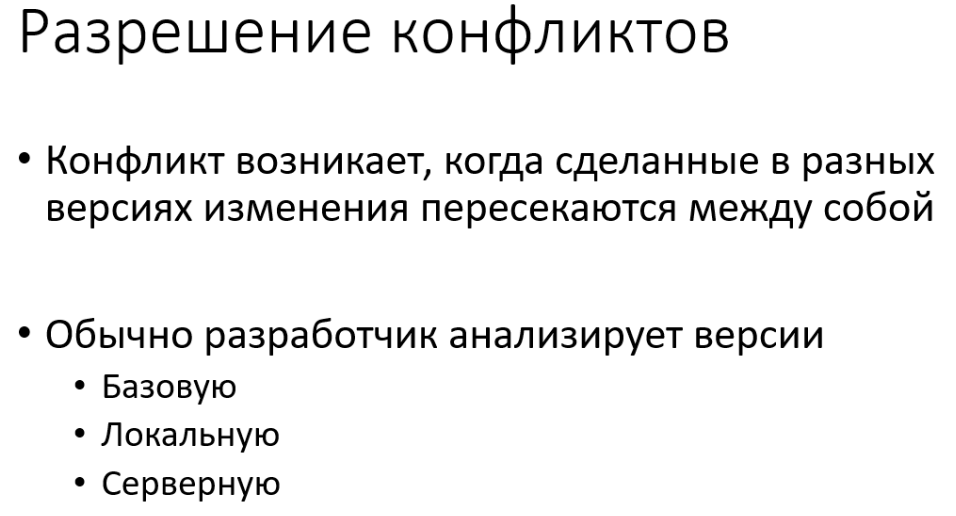 Разрешение конфликтов
• Конфликт возникает, когда сделанные в разных
версиях изменения пересекаются между собой
• Обычно разработчик анализирует версии
• Базовую
• Локальную
• Серверную